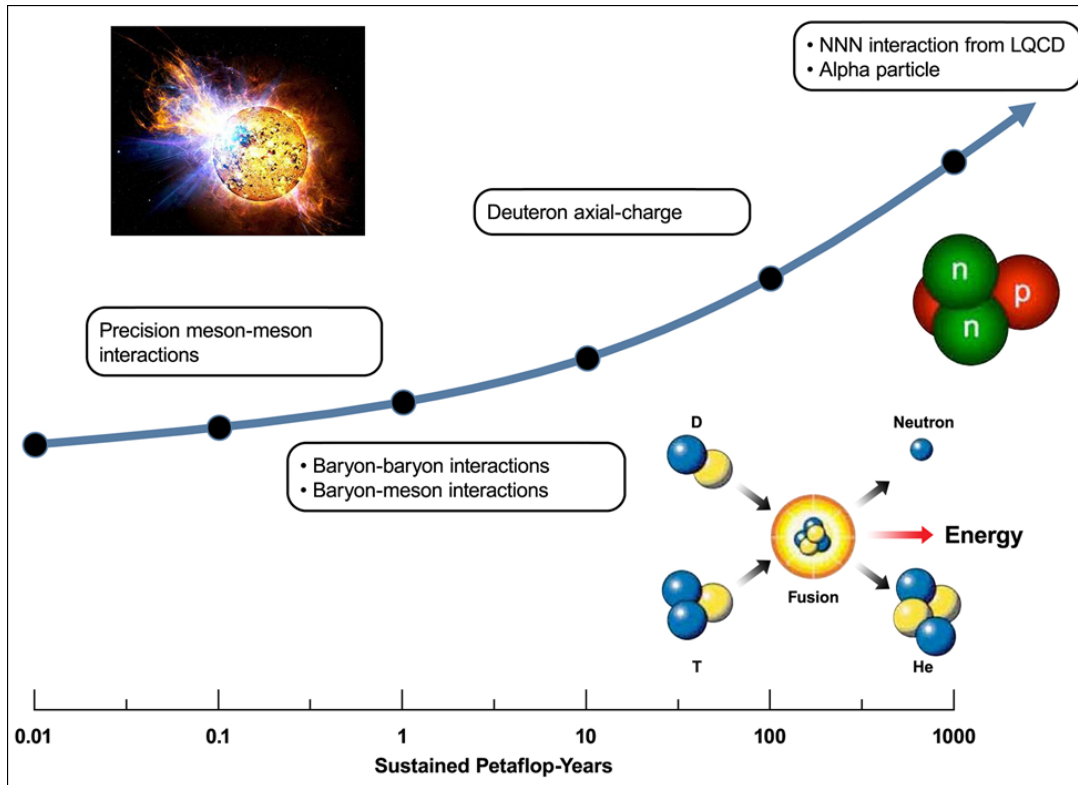 • NNN interaction from LQCD
• Alpha particle
Deuteron axial-charge
n
p
n
Precision meson-meson
interactions
• Baryon-baryon interactions
• Baryon-meson interactions
D
Neutron
Energy
Fusion
T
He
0.01
0.1
1
10
100
1000
Sustained Petaflop-Years